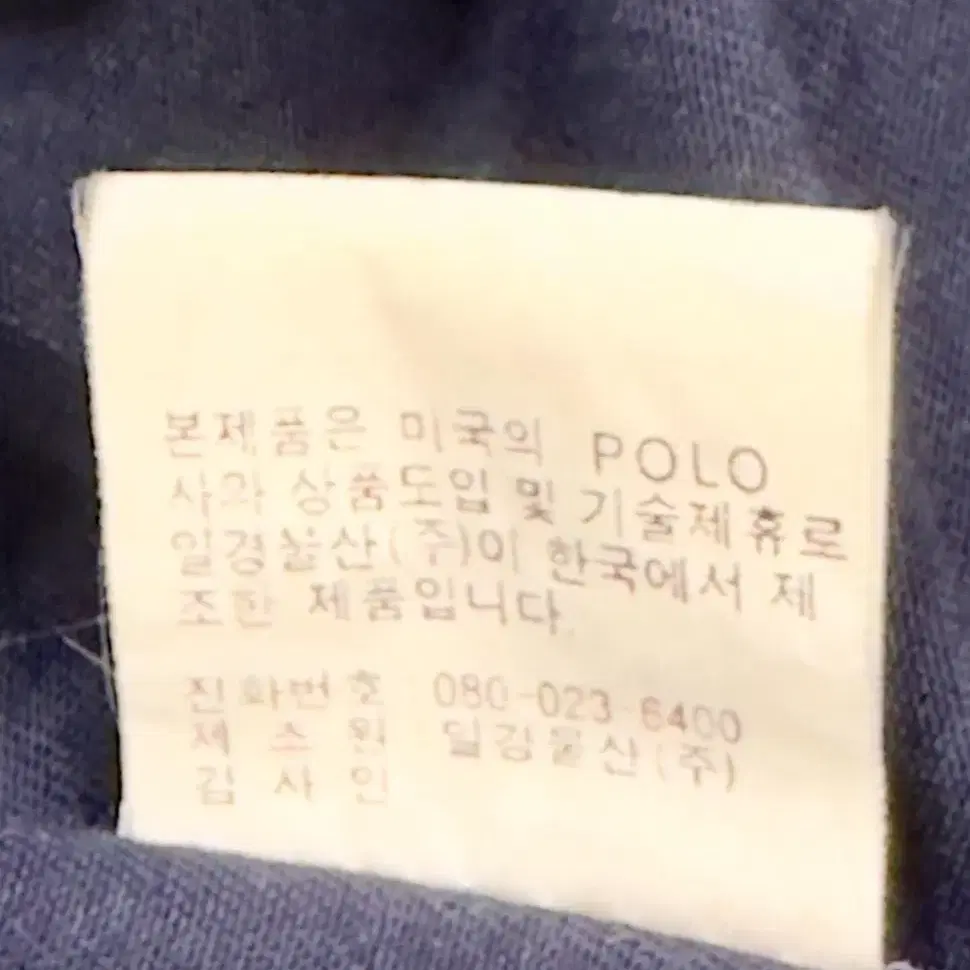 본제품은 미국의 POLO
사와 상품도입 및 기술제휴로
일경물산(주)이 한국에서 제
조한 제품입니다.
전화번호 080-023-6400
제 조 원 일경물산(주)
검 사 인